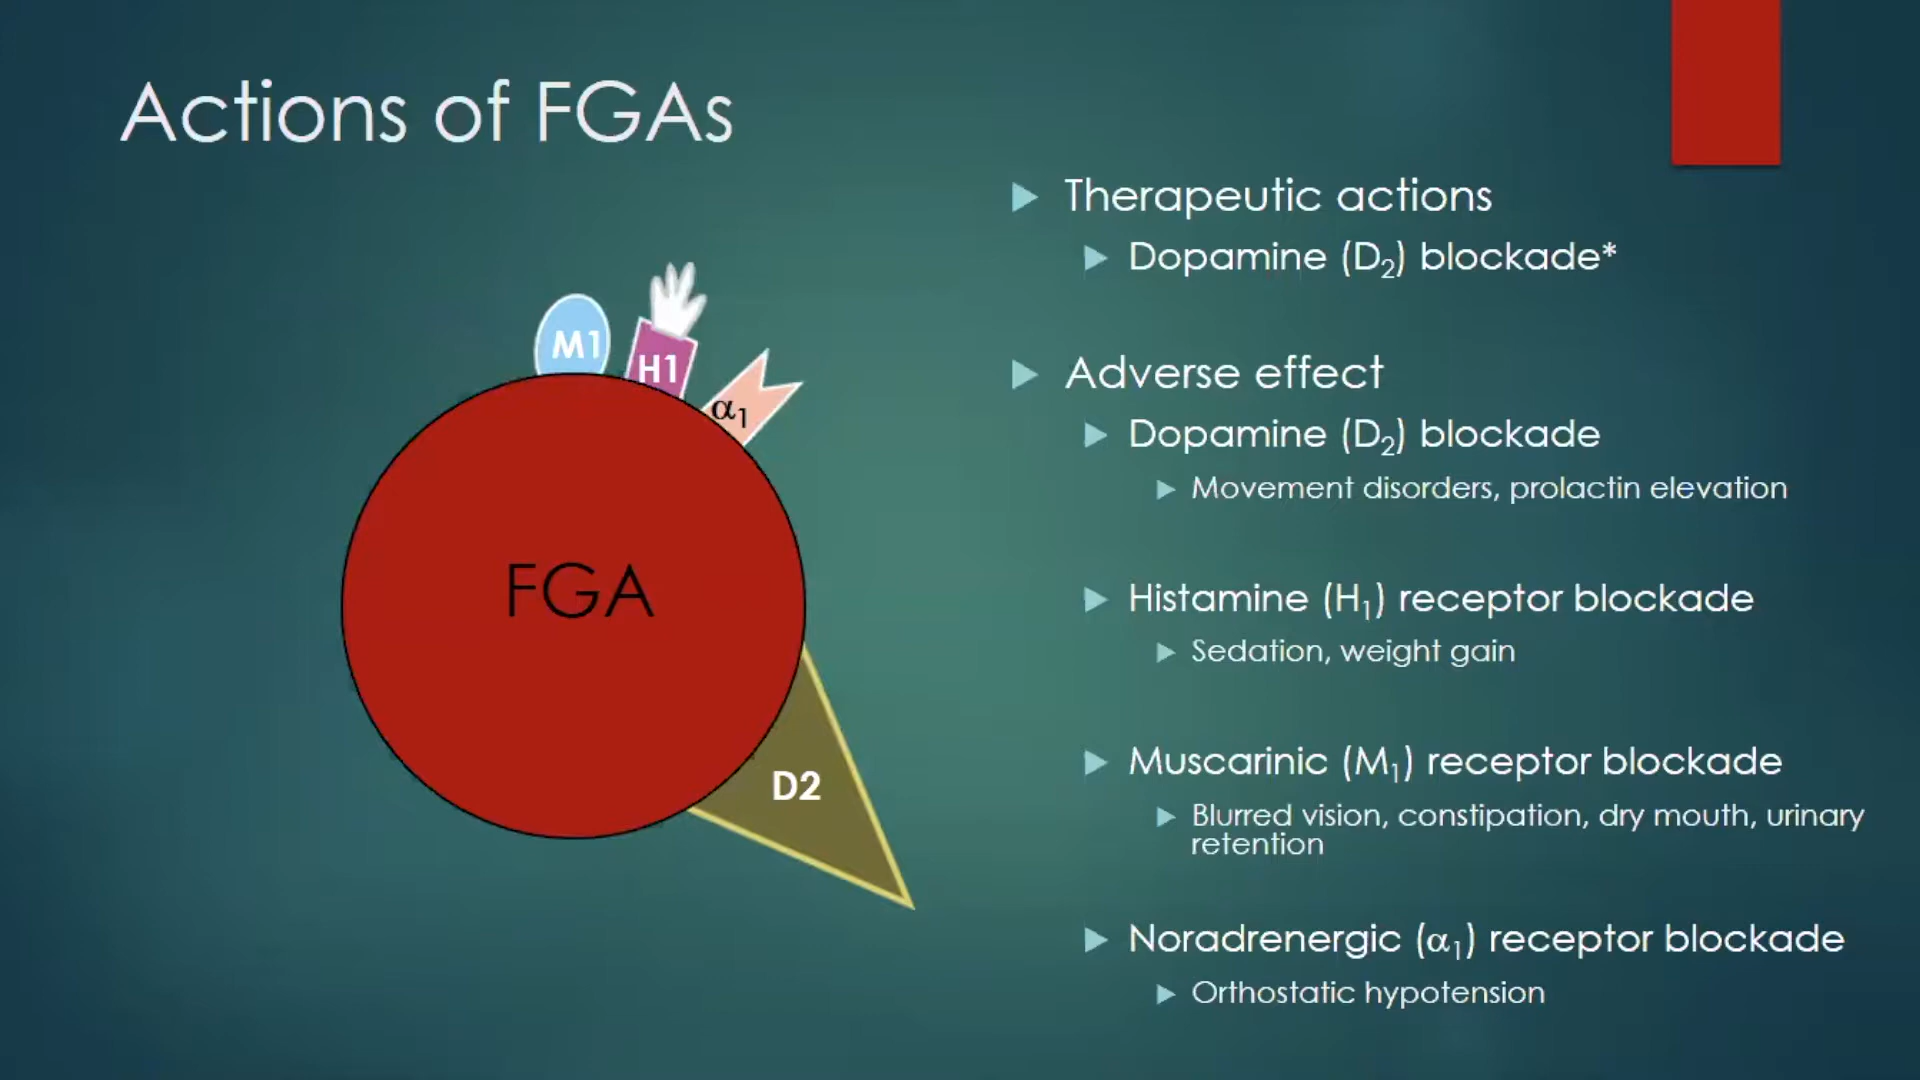 Actions of FGAs
Therapeutic actions
Dopamine (D₂) blockade*
Adverse effect
Dopamine (D₂) blockade
Movement disorders, prolactin elevation
Histamine (H₁) receptor blockade
Sedation, weight gain
Muscarinic (M₁) receptor blockade
Blurred vision, constipation, dry mouth, urinary
retention
Noradrenergic (α₁) receptor blockade
Orthostatic hypotension
M1
H1
α₁
FGA
D2